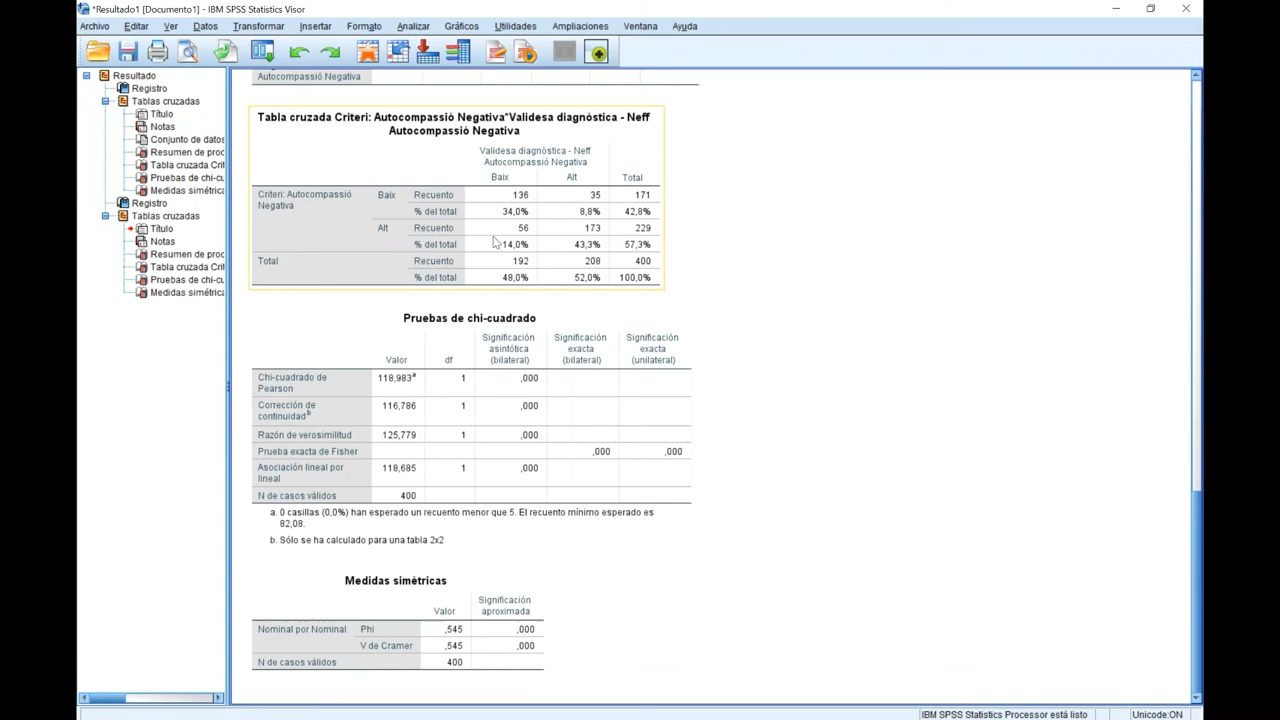 *Resultado1 [Documento1] - IBM SPSS Statistics Visor
Archivo Editar Ver Datos Transformar Insertar Formato Analizar Gráficos Utilidades Ampliaciones Ventana Ayuda
Resultado
Registro
Tablas cruzadas
Título
Notas
Conjunto de datos
Resumen de proc
Tabla cruzada Crit
Pruebas de chi-cu
Medidas simétrica
Registro
Tablas cruzadas
Título
Notas
Resumen de proc
Tabla cruzada Crit
Pruebas de chi-cu
Medidas simétrica
Autocompassió Negativa
Tabla cruzada Criteri: Autocompassió Negativa*Validesa diagnòstica - Neff
Autocompassió Negativa
Validesa diagnòstica - Neff
Autocompassió Negativa
Baix Alt Total
Criteri: Autocompassió Negativa Baix Recuento 136 35 171
% del total 34,0% 8,8% 42,8%
Alt Recuento 56 173 229
% del total 14,0% 43,3% 57,3%
Total Recuento 192 208 400
% del total 48,0% 52,0% 100,0%
Pruebas de chi-cuadrado
Valor df Significación asintótica (bilateral) Significación exacta (bilateral) Significación exacta (unilateral)
Chi-cuadrado de Pearson 118,983a 1 ,000
Corrección de continuidadb 116,786 1 ,000
Razón de verosimilitud 125,779 1 ,000
Prueba exacta de Fisher ,000 ,000
Asociación lineal por lineal 118,685 1 ,000
N de casos válidos 400
a. 0 casillas (0,0%) han esperado un recuento menor que 5. El recuento mínimo esperado es
82,08.
b. Sólo se ha calculado para una tabla 2x2
Medidas simétricas
Valor Significación aproximada
Nominal por Nominal Phi ,545 ,000
V de Cramer ,545 ,000
N de casos válidos 400
IBM SPSS Statistics Processor está listo Unicode:ON